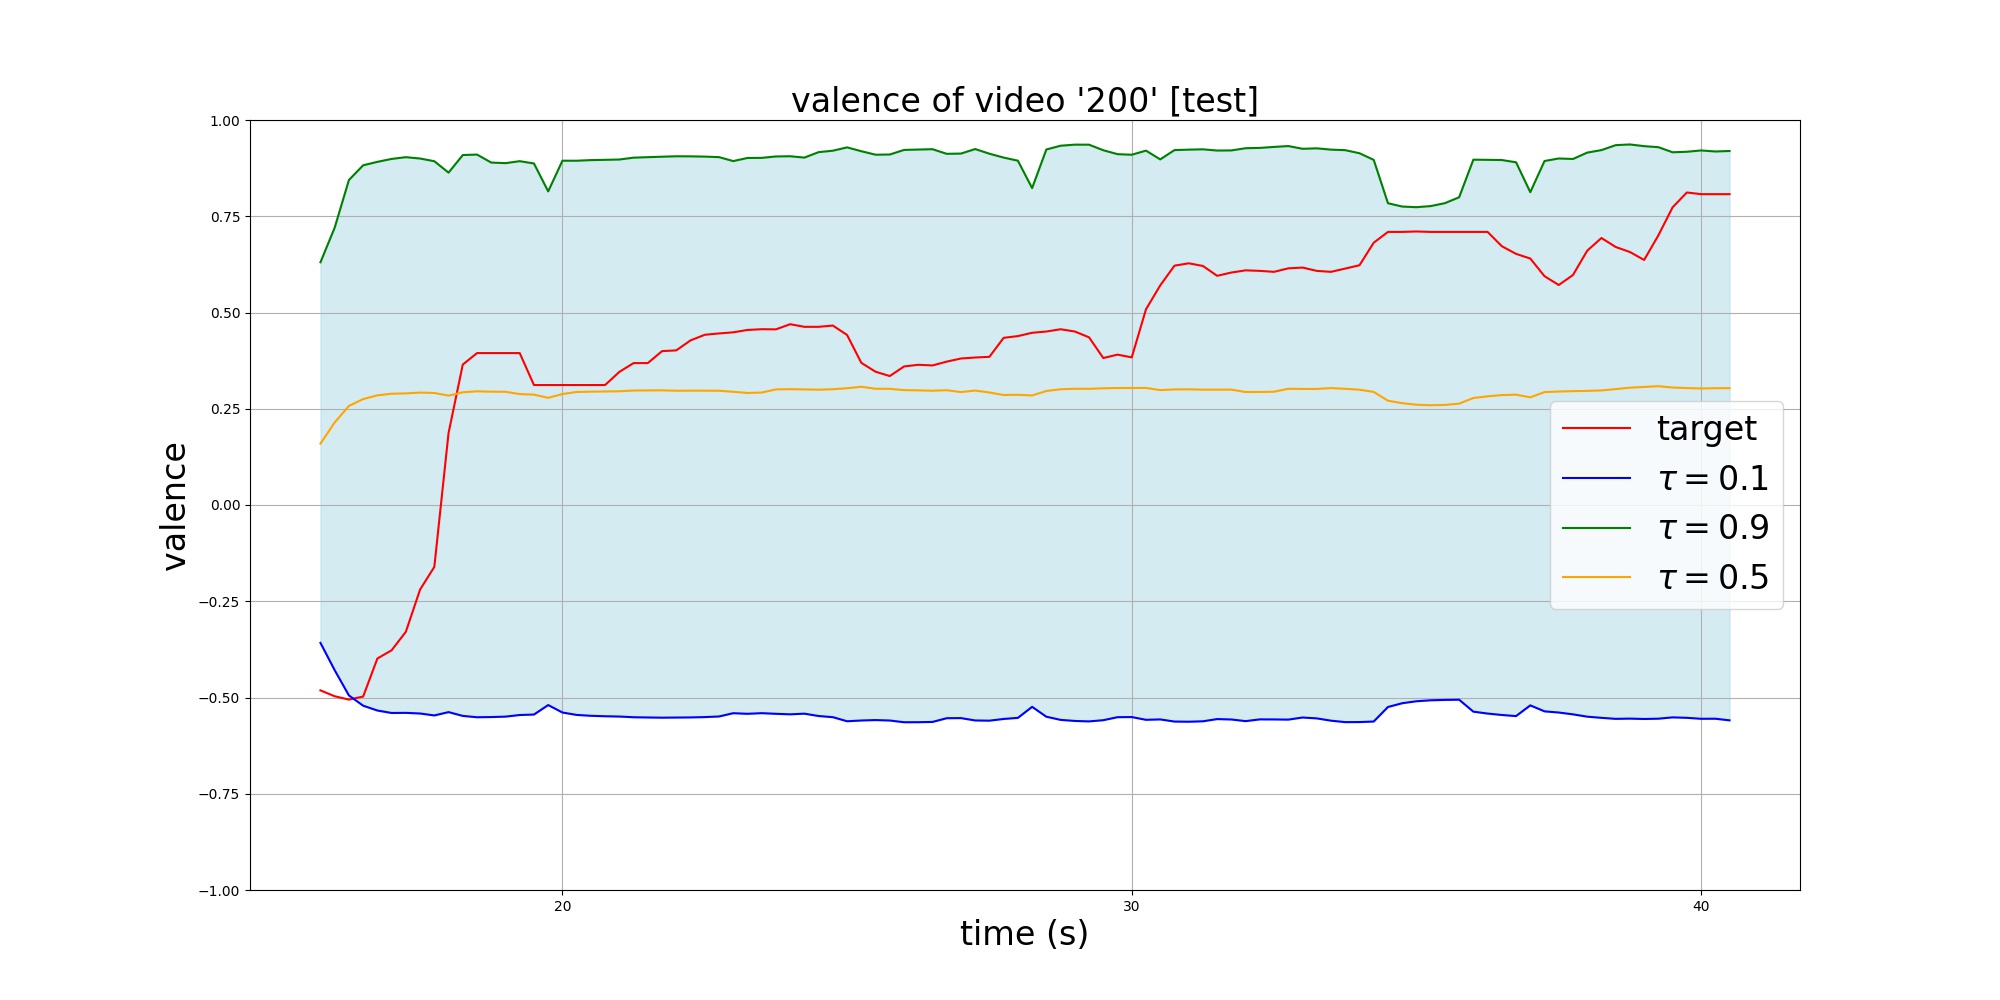 valence of video '200' [test]
1.00
0.75
0.50
0.25
0.00
−0.25
−0.50
−0.75
−1.00
valence
20
30
40
time (s)
target
τ = 0.1
τ = 0.9
τ = 0.5